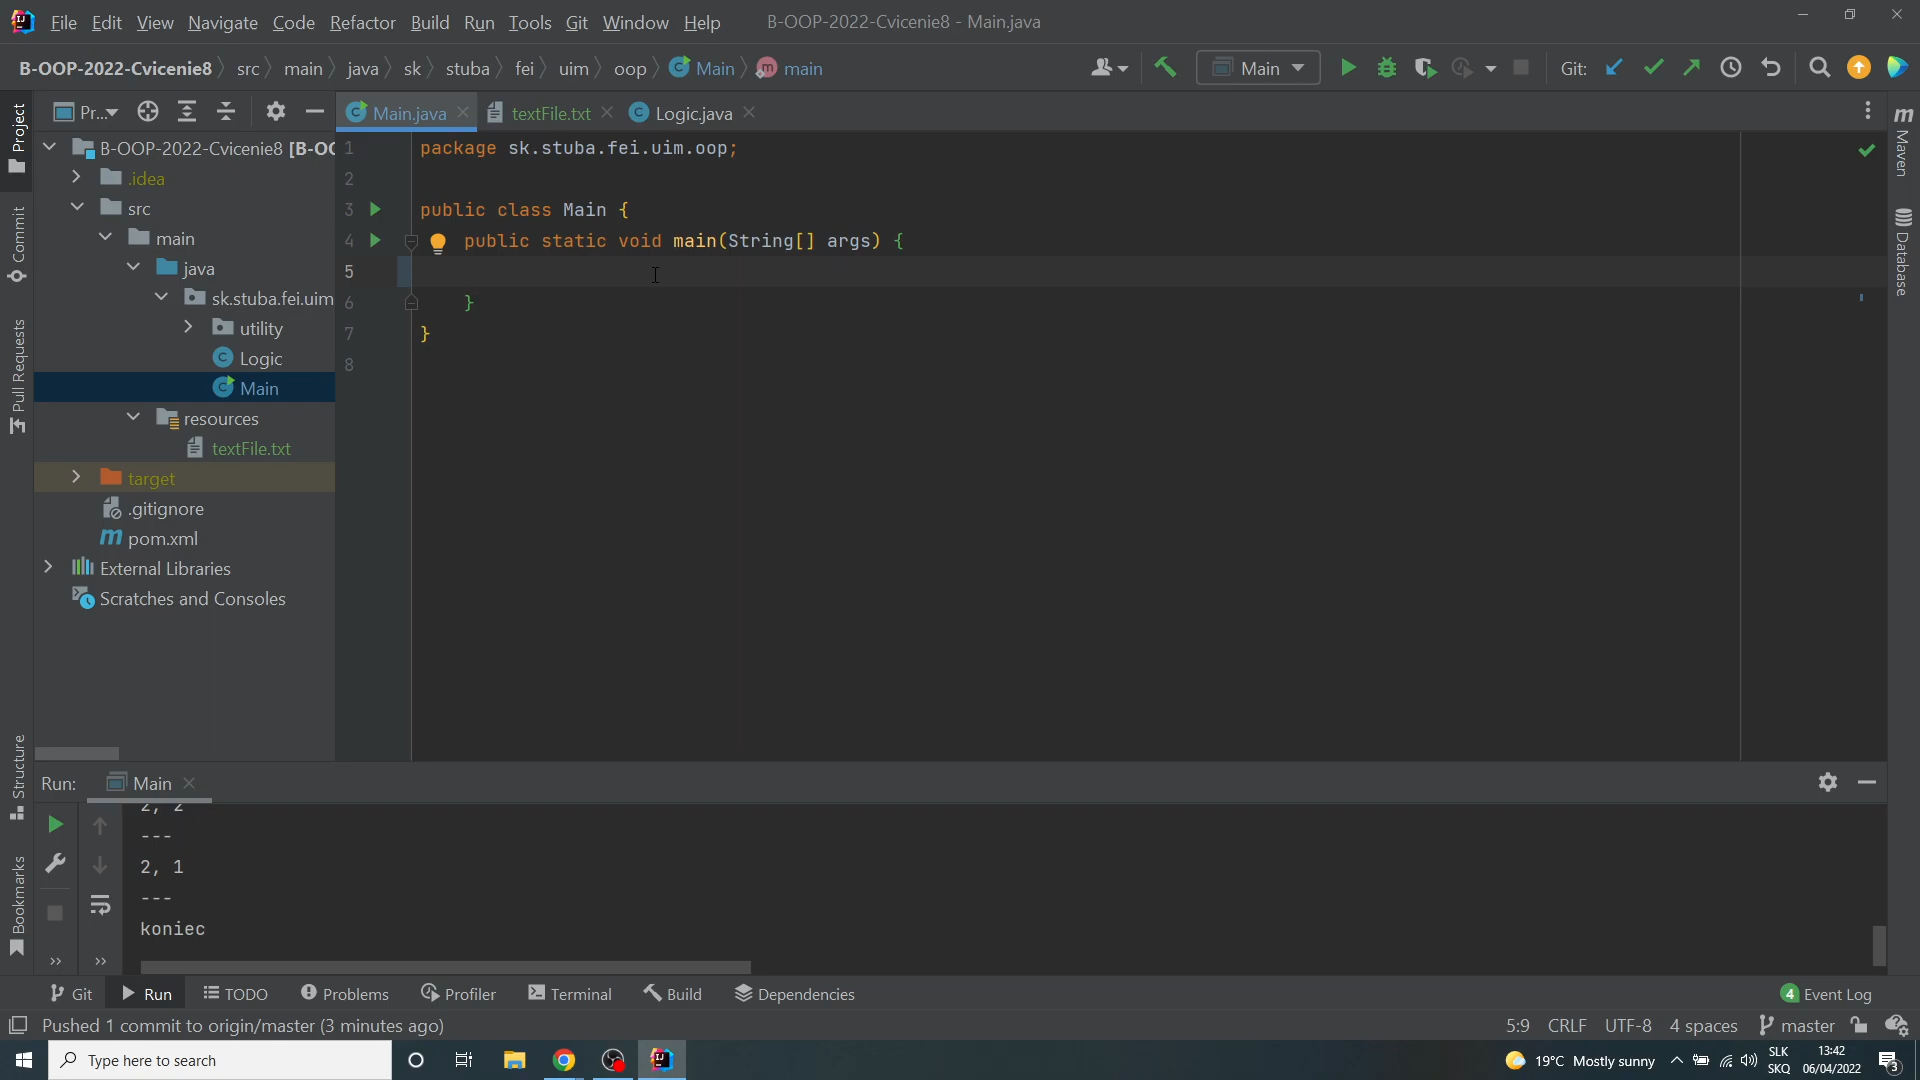 File Edit View Navigate Code Refactor Build Run Tools Git Window Help B-OOP-2022-Cvicenie8 - Main.java
B-OOP-2022-Cvicenie8 src main java sk stuba fei uim oop Main main Main Git:
Pr... Main.java textFile.txt Logic.java
Project
Commit
Pull Requests
Structure
Bookmarks
B-OOP-2022-Cvicenie8 [B-OO
.idea
src
main
java
sk.stuba.fei.uim
utility
Logic
Main
resources
textFile.txt
target
.gitignore
pom.xml
External Libraries
Scratches and Consoles
1 package sk.stuba.fei.uim.oop;
2
3 public class Main {
4 public static void main(String[] args) {
5
6 }
7 }
8
m Maven
Database
Run: Main
2, 2
---
2, 1
---
koniec
Git Run TODO Problems Profiler Terminal Build Dependencies 4 Event Log
Pushed 1 commit to origin/master (3 minutes ago) 5:9 CRLF UTF-8 4 spaces master
Type here to search 19°C Mostly sunny SLK 13:42
SKQ 06/04/2022 3